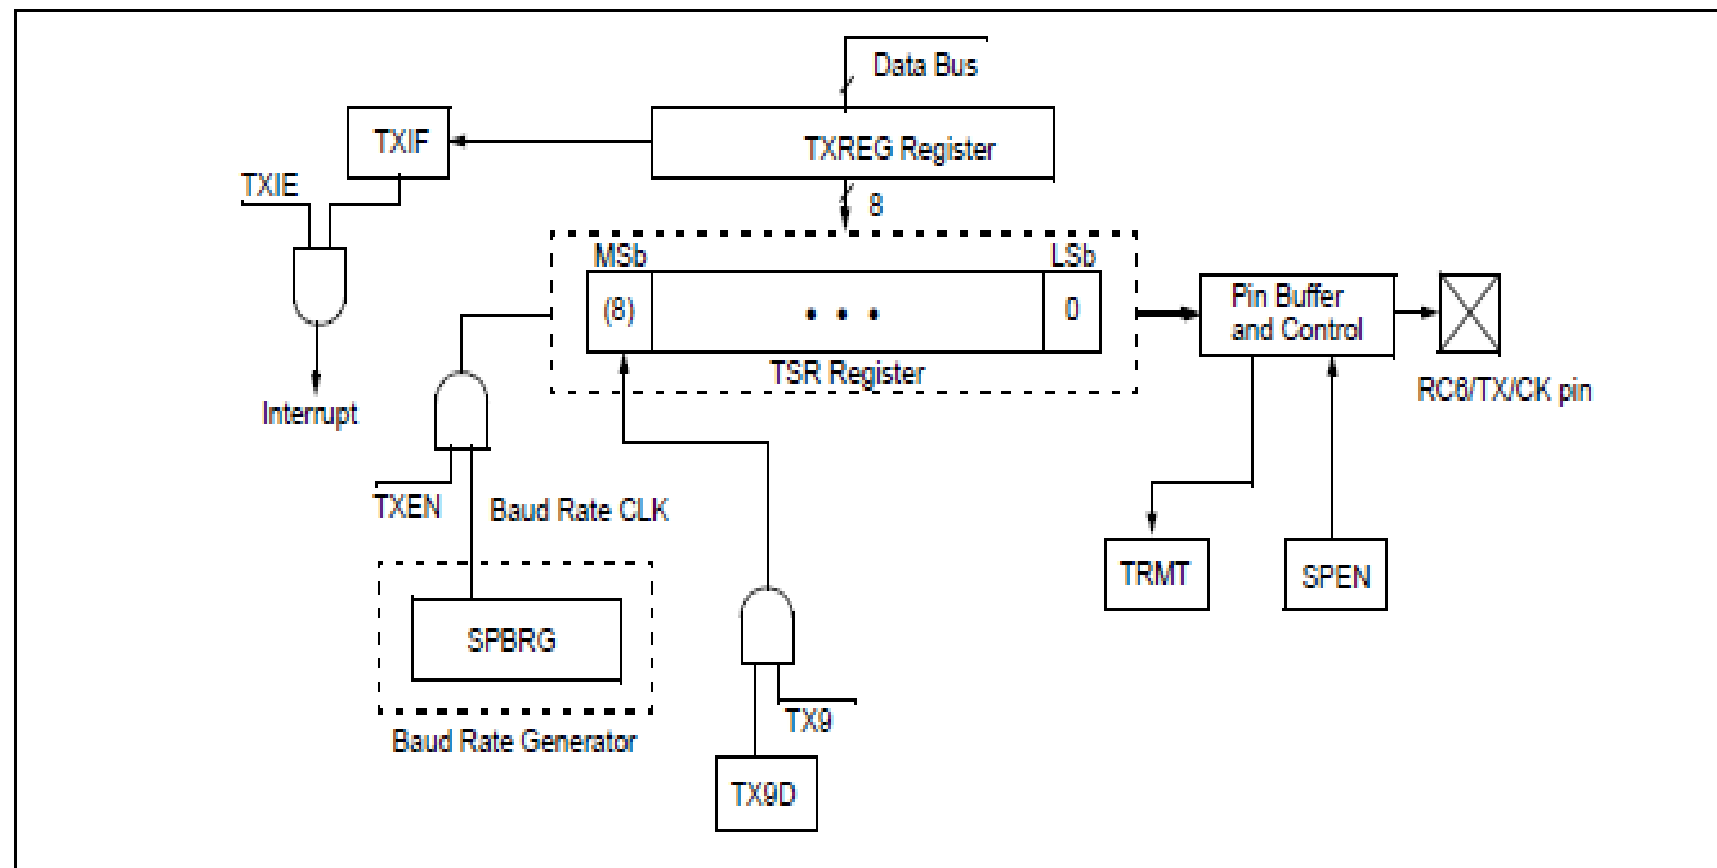 Data Bus
TXIF
TXREG Register
TXIE
8
MSb
LSb
(8)
• • •
0
Pin Buffer
and Control
TSR Register
RC6/TX/CK pin
Interrupt
TXEN
Baud Rate CLK
TRMT
SPEN
SPBRG
TX9
Baud Rate Generator
TX9D